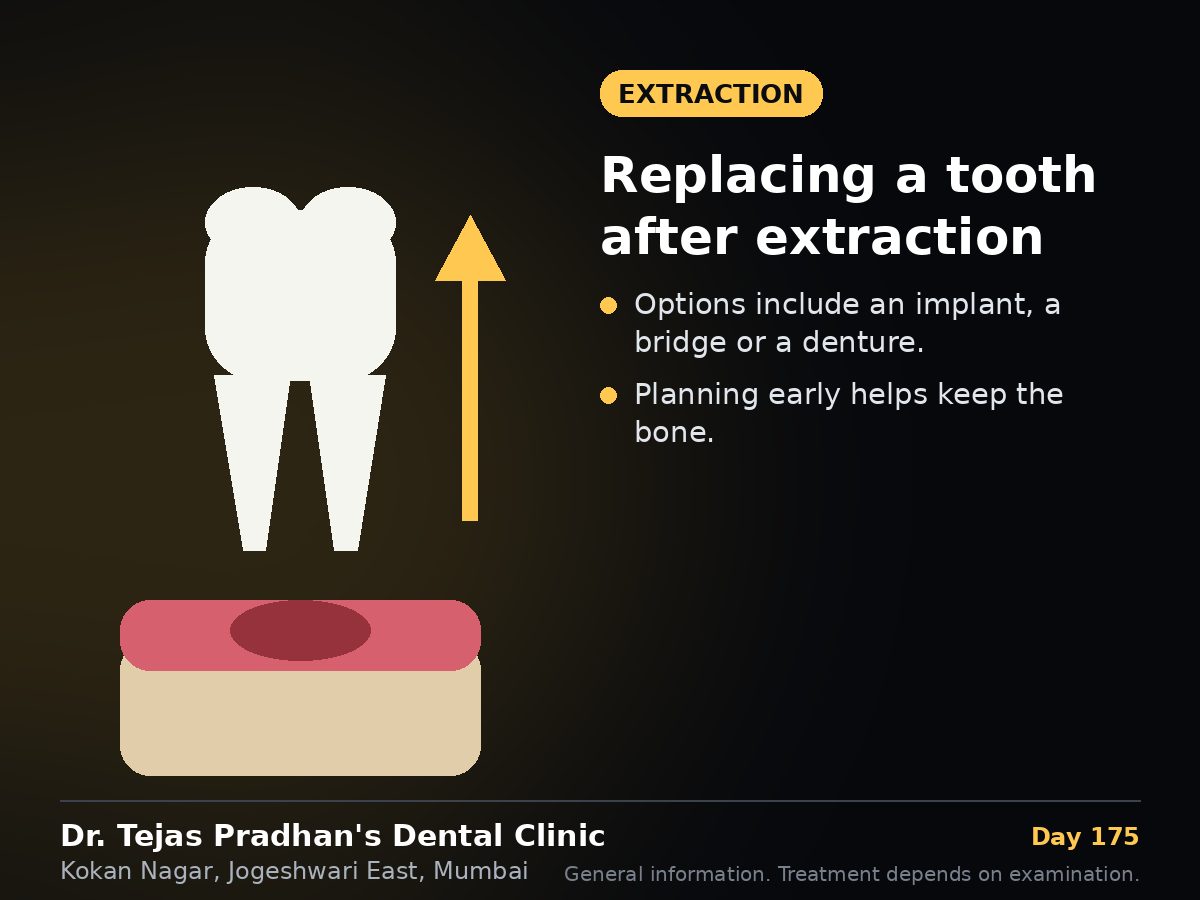 EXTRACTION
Replacing a tooth
after extraction
Options include an implant, a
bridge or a denture.
Planning early helps keep the
bone.
Dr. Tejas Pradhan's Dental Clinic
Day 175
Kokan Nagar, Jogeshwari East, Mumbai
General information. Treatment depends on examination.